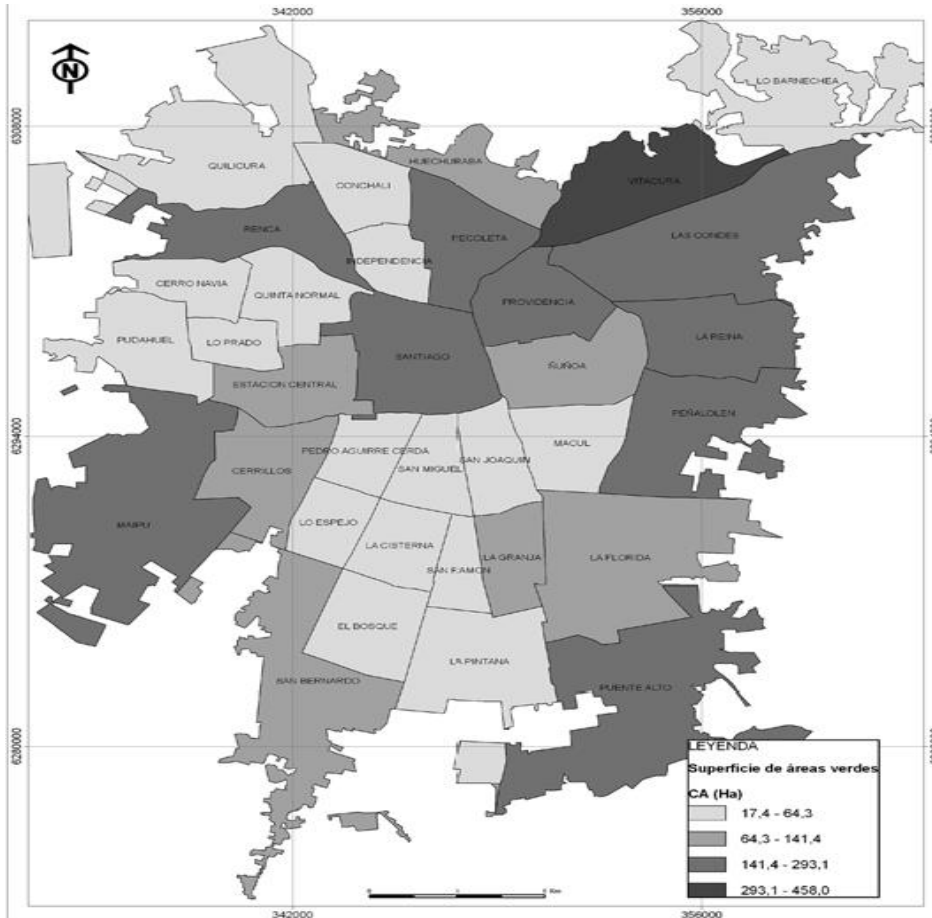 342000
356000
N
LO BARNECHEA
6308000
HUECHURABA
QUILICURA
VITACURA
CONCHALI
RENCA
RECOLETA
LAS CONDES
INDEPENDENCIA
CERRO NAVIA
QUINTA NORMAL
PROVIDENCIA
PUDAHUEL
LO PRADO
SANTIAGO
LA REINA
ÑUÑOA
ESTACION CENTRAL
PEÑALOLEN
6294000
MACUL
PEDRO AGUIRRE CERDA
SAN JOAQUIN
CERRILLOS
SAN MIGUEL
MAIPU
LO ESPEJO
LA CISTERNA
LA GRANJA
LA FLORIDA
SAN RAMON
EL BOSQUE
LA PINTANA
SAN BERNARDO
PUENTE ALTO
6280000
LEYENDA
Superficie de áreas verdes
CA (Ha)
17,4 - 64,3
64,3 - 141,4
141,4 - 293,1
293,1 - 458,0
342000
356000